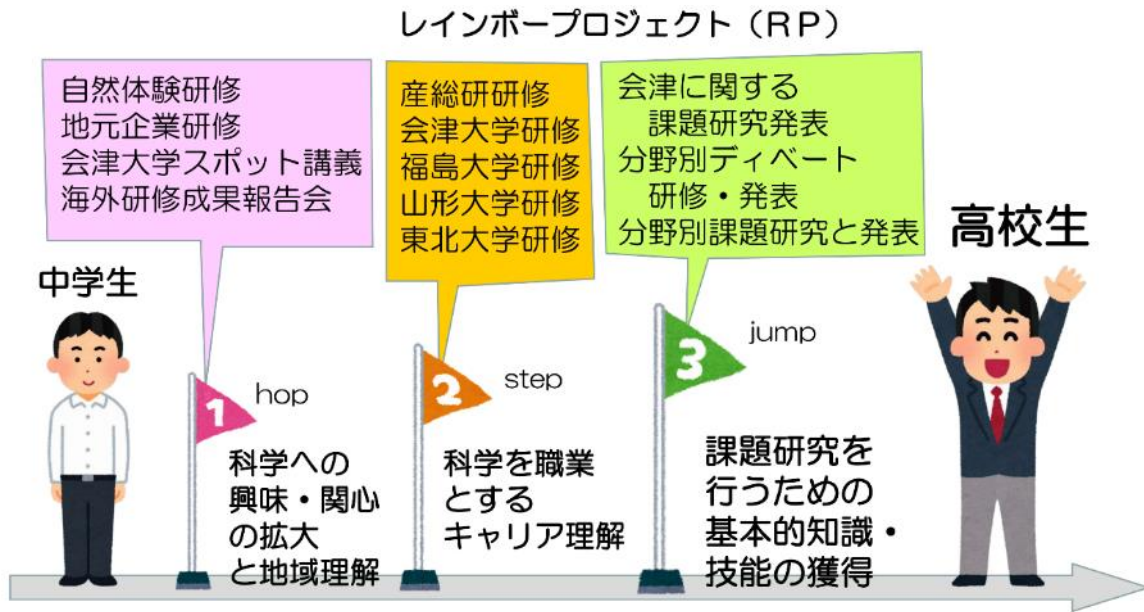 レインボープロジェクト（ＲＰ）
自然体験研修
地元企業研修
会津大学スポット講義
海外研修成果報告会
産総研研修
会津大学研修
福島大学研修
山形大学研修
東北大学研修
会津に関する
課題研究発表
分野別ディベート
研修・発表
分野別課題研究と発表
中学生
高校生
1
hop
2
step
3
jump
科学への
興味・関心
の拡大
と地域理解
科学を職業
とする
キャリア理解
課題研究を
行うための
基本的知識・
技能の獲得